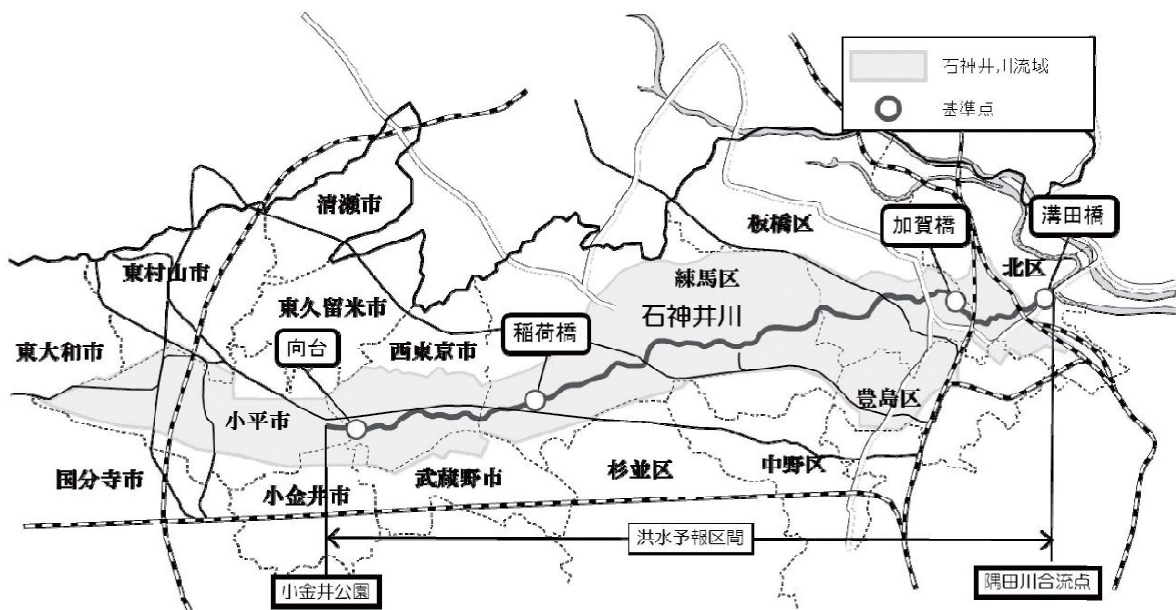 石神井川流域
基準点
清瀬市
板橋区
加賀橋
溝田橋
東村山市
練馬区
北区
東久留米市
石神井川
東大和市
向台
西東京市
稲荷橋
小平市
豊島区
国分寺市
小金井市
武蔵野市
杉並区
中野区
洪水予報区間
小金井公園
隅田川合流点